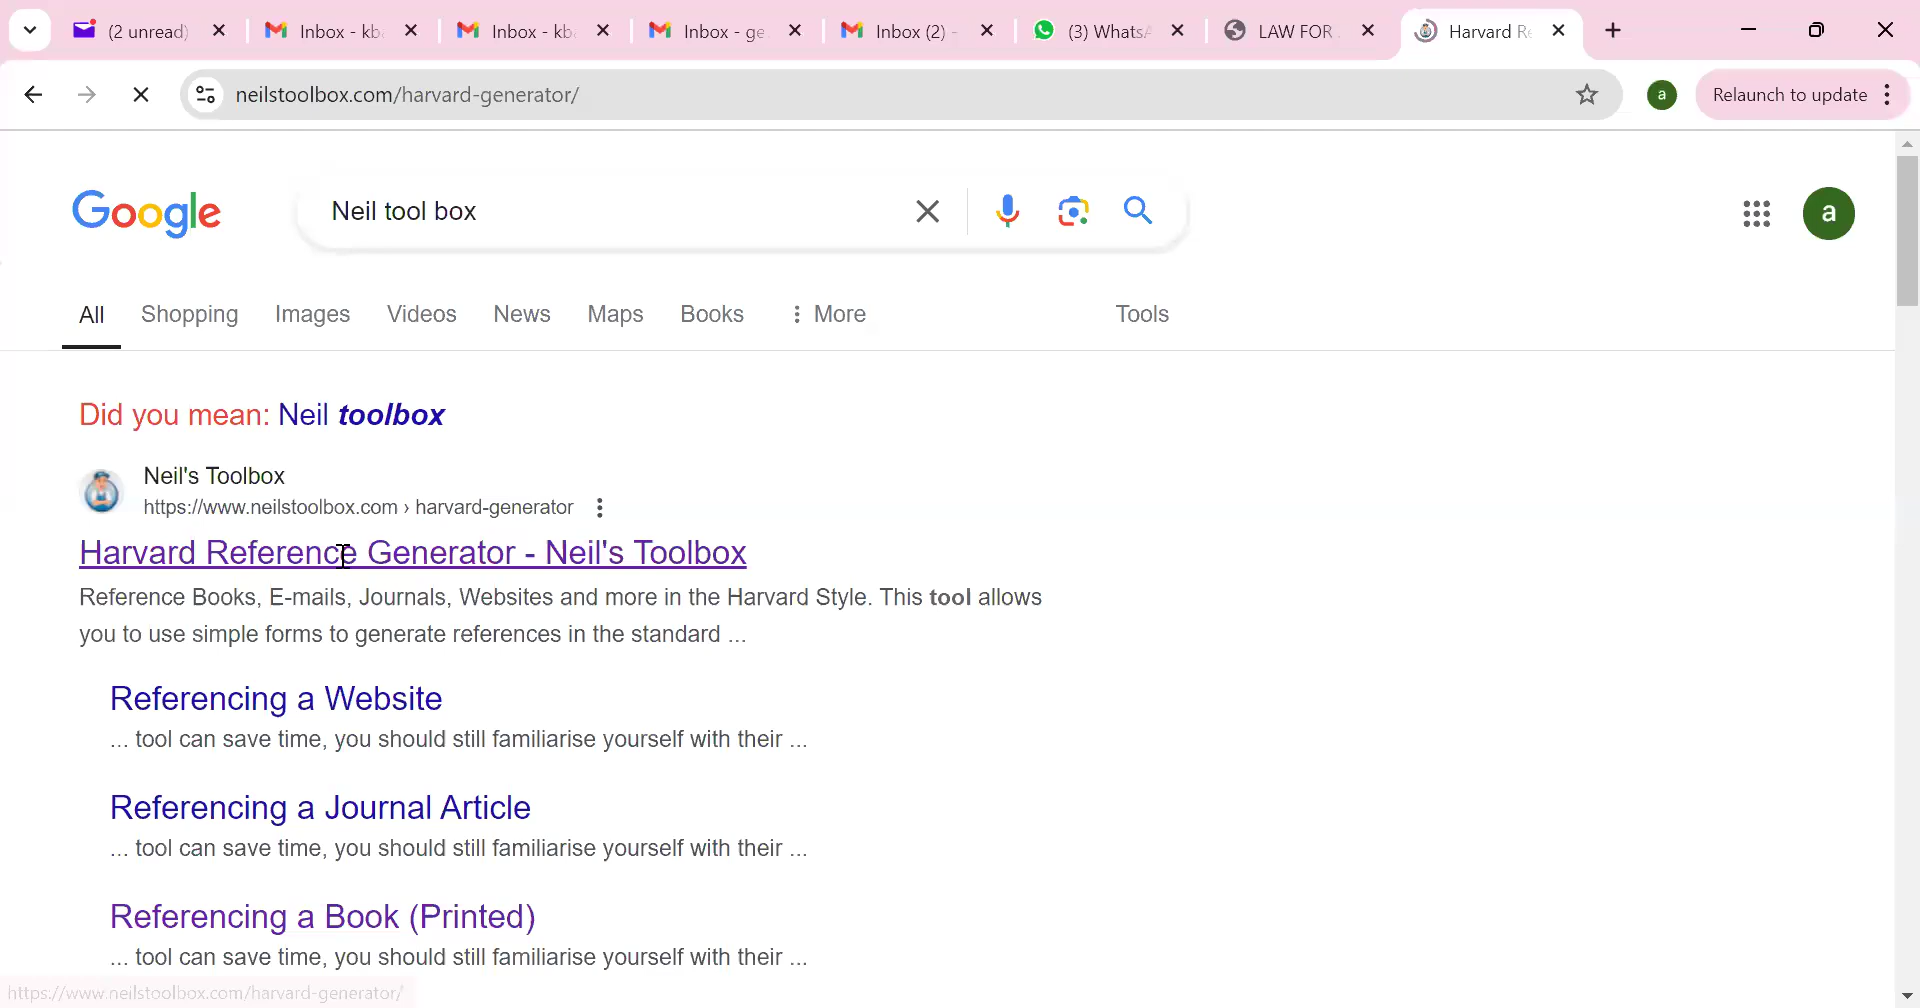 (2 unread)
Inbox - kb
Inbox - kb
Inbox - ge
Inbox (2) -
(3) Whats
LAW FOR
Harvard Re
neilstoolbox.com/harvard-generator/
a
Relaunch to update
Google
Neil tool box
a
All
Shopping
Images
Videos
News
Maps
Books
More
Tools
Did you mean: Neil toolbox
Neil's Toolbox
https://www.neilstoolbox.com › harvard-generator
Harvard Reference Generator - Neil's Toolbox
Reference Books, E-mails, Journals, Websites and more in the Harvard Style. This tool allows
you to use simple forms to generate references in the standard ...
Referencing a Website
... tool can save time, you should still familiarise yourself with their ...
Referencing a Journal Article
... tool can save time, you should still familiarise yourself with their ...
Referencing a Book (Printed)
... tool can save time, you should still familiarise yourself with their ...
https://www.neilstoolbox.com/harvard-generator/